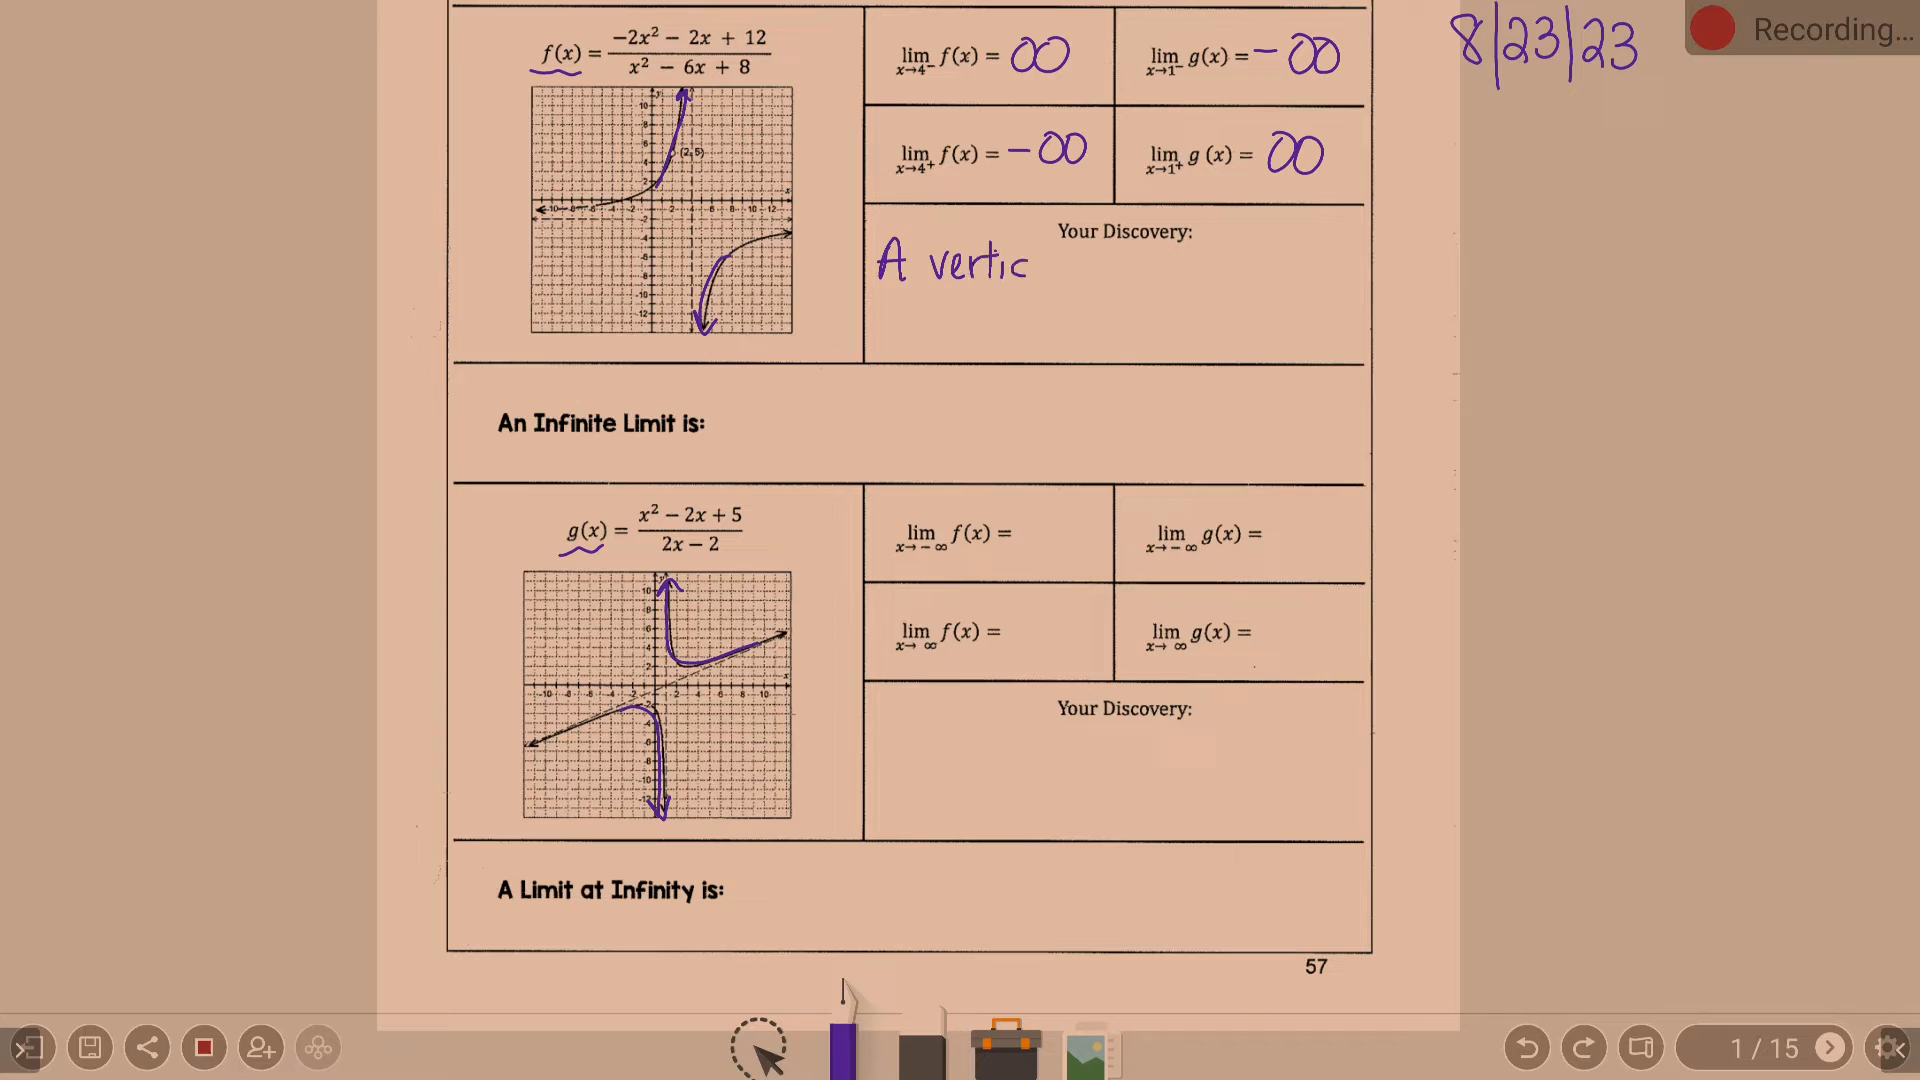 8|23|23
Recording...
f(x) = (-2x² - 2x + 12) / (x² - 6x + 8)
lim x→4⁻ f(x) = ∞
lim x→1⁻ g(x) = -∞
(2,5)
lim x→4⁺ f(x) = -∞
lim x→1⁺ g(x) = ∞
Your Discovery:
A vertic
An Infinite Limit is:
g(x) = (x² - 2x + 5) / (2x - 2)
lim x→-∞ f(x) =
lim x→-∞ g(x) =
lim x→∞ f(x) =
lim x→∞ g(x) =
Your Discovery:
A Limit at Infinity is:
57
1 / 15